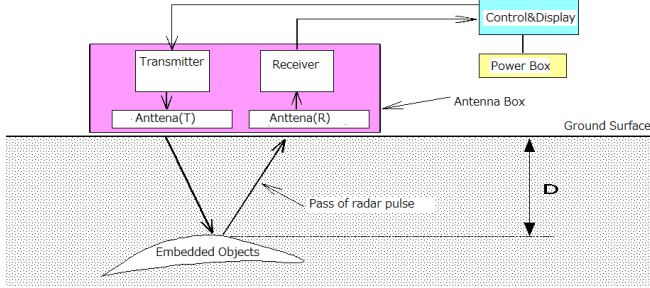 Control&Display
Transmitter
Receiver
Power Box
Anttena(T)
Anttena(R)
Antenna Box
Ground Surface
D
Pass of radar pulse
Embedded Objects